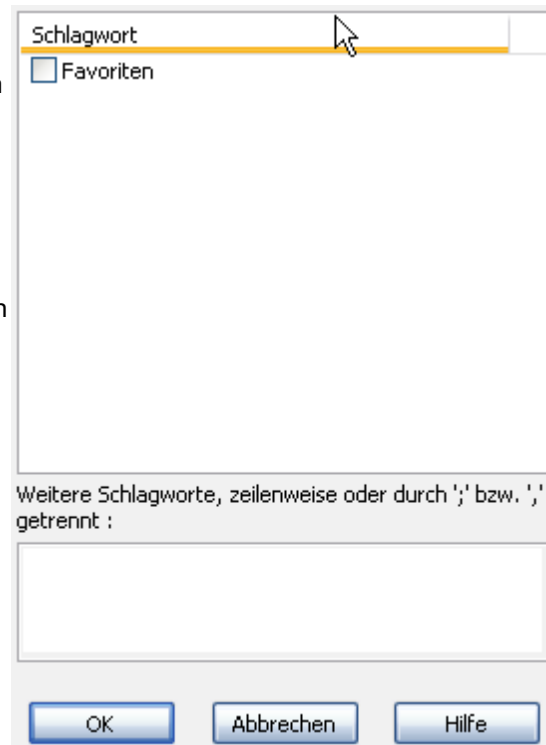 Schlagwort
Favoriten
Weitere Schlagworte, zeilenweise oder durch ';' bzw. ','
getrennt :
OK
Abbrechen
Hilfe